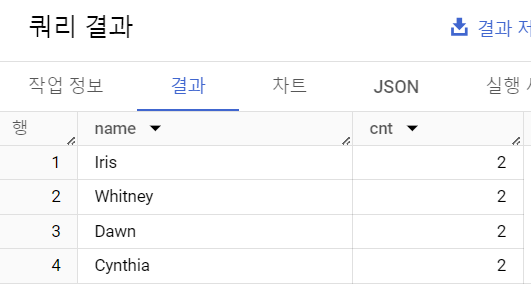 쿼리 결과
결과 저
작업 정보 결과 차트 JSON 실행
행 name cnt
1 Iris 2
2 Whitney 2
3 Dawn 2
4 Cynthia 2